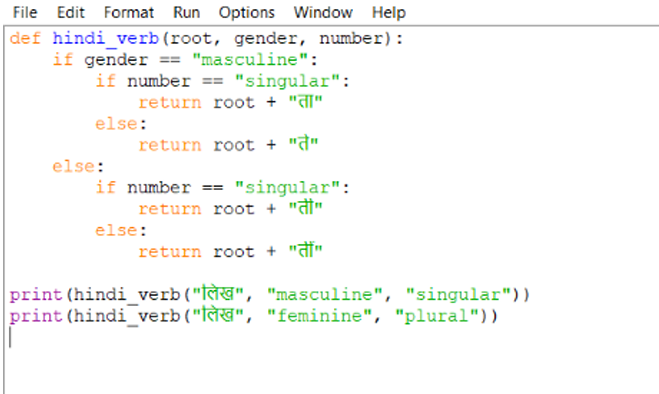 File Edit Format Run Options Window Help
def hindi_verb(root, gender, number):
    if gender == "masculine":
        if number == "singular":
            return root + "ता"
        else:
            return root + "ते"
    else:
        if number == "singular":
            return root + "ती"
        else:
            return root + "तीं"
print(hindi_verb("लिख", "masculine", "singular"))
print(hindi_verb("लिख", "feminine", "plural"))